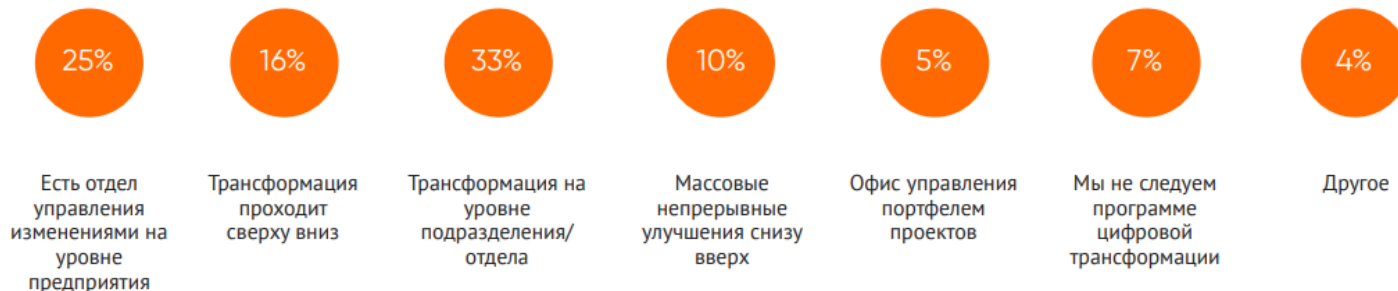 25%
16%
33%
10%
5%
7%
4%
Есть отдел
управления
изменениями на
уровне
предприятия
Трансформация
проходит
сверху вниз
Трансформация на
уровне
подразделения/
отдела
Массовые
непрерывные
улучшения снизу
вверх
Офис управления
портфелем
проектов
Мы не следуем
программе
цифровой
трансформации
Другое